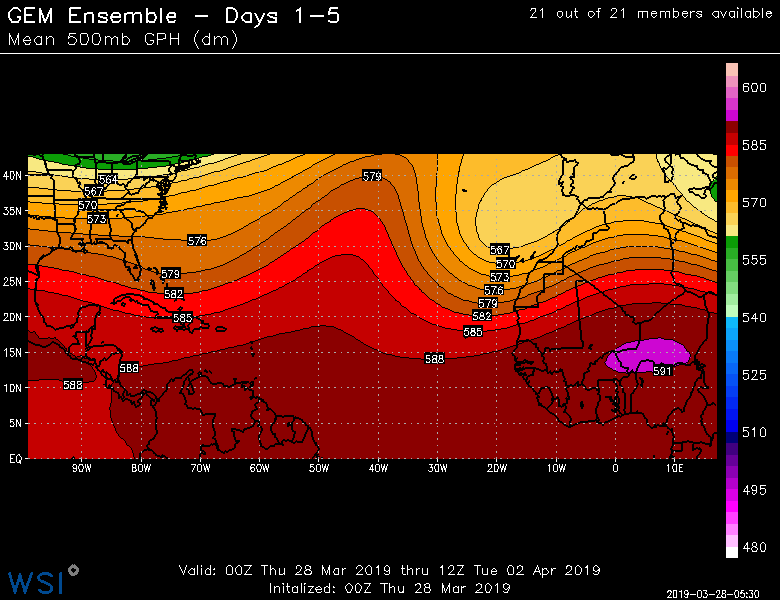 GEM Ensemble - Days 1-5
21 out of 21 members available
Mean 500mb GPH (dm)
600
585
570
555
540
525
510
495
480
40N
35N
30N
25N
20N
15N
10N
5N
EQ
564
567
570
573
576
579
582
585
588
588
579
567
570
573
576
579
582
585
588
591
90W
80W
70W
60W
50W
40W
30W
20W
10W
0
10E
Valid: 00Z Thu 28 Mar 2019 thru 12Z Tue 02 Apr 2019
Initalized: 00Z Thu 28 Mar 2019
WSI
2019-03-28-05:30